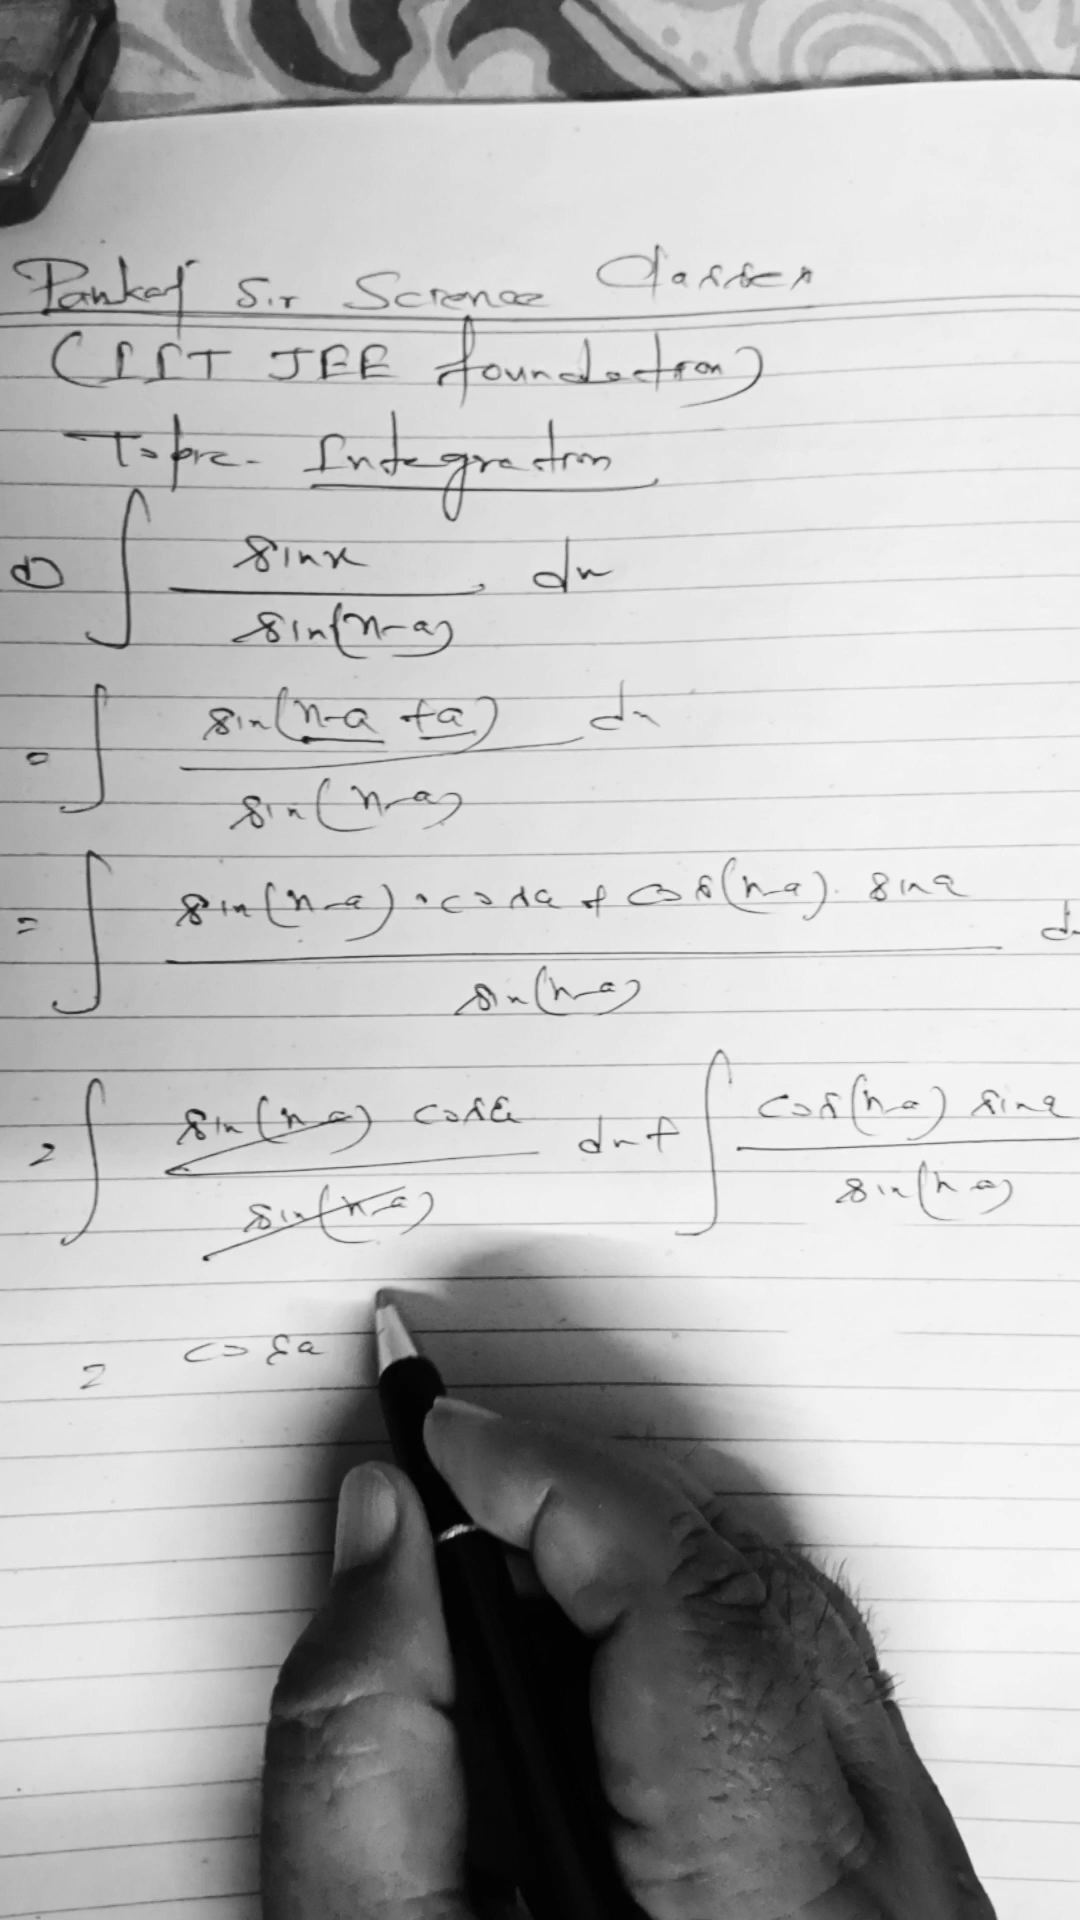 Pankaj Sir Science Classes
(IIT JEE foundation)
Topic- Integration
1) ∫ sinx / sin(x-a) dx
= ∫ sin(x-a +a) / sin(x-a) dx
= ∫ sin(x-a)·cosa + cos(x-a)·sina / sin(x-a) d
= ∫ sin(x-a) cosa / sin(x-a) dx + ∫ cos(x-a) sina / sin(x-a)
= cosa